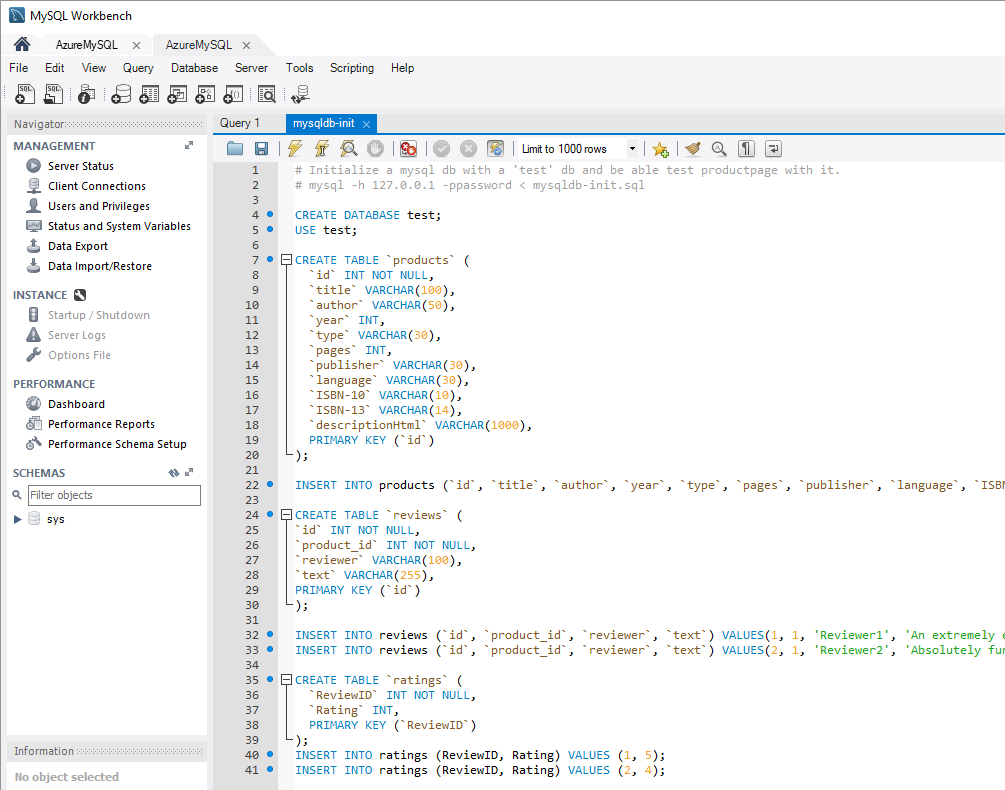 MySQL Workbench
AzureMySQL
AzureMySQL
File Edit View Query Database Server Tools Scripting Help
Navigator
MANAGEMENT
Server Status
Client Connections
Users and Privileges
Status and System Variables
Data Export
Data Import/Restore
INSTANCE
Startup / Shutdown
Server Logs
Options File
PERFORMANCE
Dashboard
Performance Reports
Performance Schema Setup
SCHEMAS
Filter objects
sys
Information
No object selected
Query 1 mysqldb-init
Limit to 1000 rows
1 # Initialize a mysql db with a 'test' db and be able test productpage with it.
2 # mysql -h 127.0.0.1 -ppassword < mysqldb-init.sql
3
4 CREATE DATABASE test;
5 USE test;
6
7 CREATE TABLE `products` (
8 `id` INT NOT NULL,
9 `title` VARCHAR(100),
10 `author` VARCHAR(50),
11 `year` INT,
12 `type` VARCHAR(30),
13 `pages` INT,
14 `publisher` VARCHAR(30),
15 `language` VARCHAR(30),
16 `ISBN-10` VARCHAR(10),
17 `ISBN-13` VARCHAR(14),
18 `descriptionHtml` VARCHAR(1000),
19 PRIMARY KEY (`id`)
20 );
21
22 INSERT INTO products (`id`, `title`, `author`, `year`, `type`, `pages`, `publisher`, `language`, `ISBN
23
24 CREATE TABLE `reviews` (
25 `id` INT NOT NULL,
26 `product_id` INT NOT NULL,
27 `reviewer` VARCHAR(100),
28 `text` VARCHAR(255),
29 PRIMARY KEY (`id`)
30 );
31
32 INSERT INTO reviews (`id`, `product_id`, `reviewer`, `text`) VALUES(1, 1, 'Reviewer1', 'An extremely e
33 INSERT INTO reviews (`id`, `product_id`, `reviewer`, `text`) VALUES(2, 1, 'Reviewer2', 'Absolutely fun
34
35 CREATE TABLE `ratings` (
36 `ReviewID` INT NOT NULL,
37 `Rating` INT,
38 PRIMARY KEY (`ReviewID`)
39 );
40 INSERT INTO ratings (ReviewID, Rating) VALUES (1, 5);
41 INSERT INTO ratings (ReviewID, Rating) VALUES (2, 4);